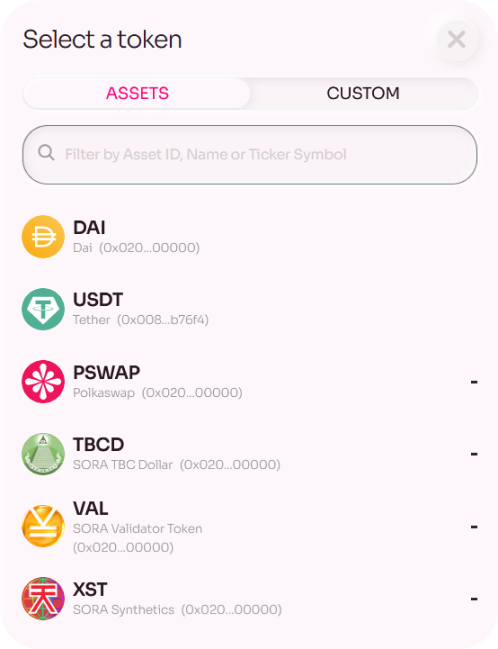 Select a token
ASSETS
CUSTOM
Filter by Asset ID, Name or Ticker Symbol
DAI
Dai (0x020...00000)
USDT
Tether (0x008...b76f4)
PSWAP
Polkaswap (0x020...00000)
-
TBCD
SORA TBC Dollar (0x020...00000)
-
VAL
SORA Validator Token
(0x020...00000)
-
XST
SORA Synthetics (0x020...00000)
-